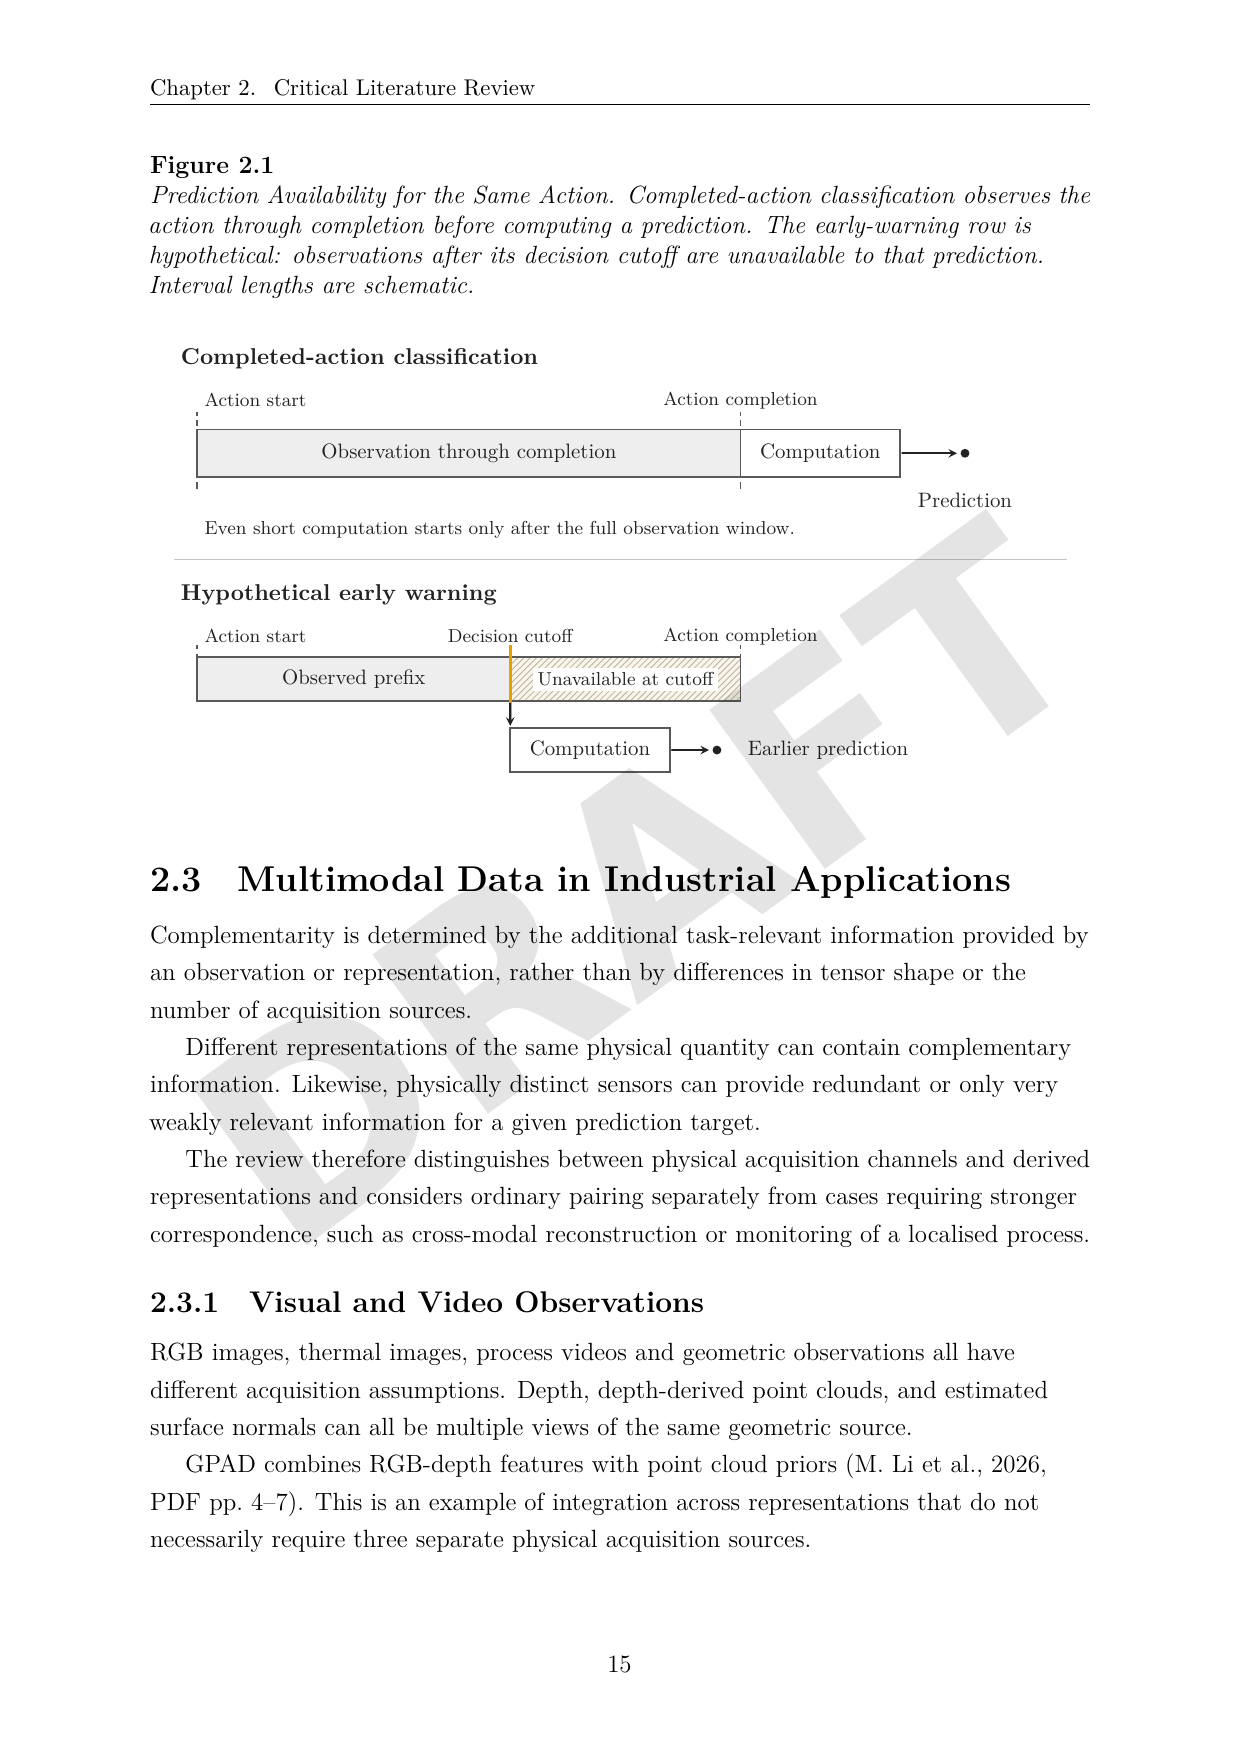 Chapter 2. Critical Literature Review
Figure 2.1
Prediction Availability for the Same Action. Completed-action classification observes the
action through completion before computing a prediction. The early-warning row is
hypothetical: observations after its decision cutoff are unavailable to that prediction.
Interval lengths are schematic.
Completed-action classification
Action start
Action completion
Observation through completion
Computation
Prediction
Even short computation starts only after the full observation window.
Hypothetical early warning
Action start
Decision cutoff
Action completion
Observed prefix
Unavailable at cutoff
Computation
Earlier prediction
DRAFT
2.3 Multimodal Data in Industrial Applications
Complementarity is determined by the additional task-relevant information provided by
an observation or representation, rather than by differences in tensor shape or the
number of acquisition sources.
Different representations of the same physical quantity can contain complementary
information. Likewise, physically distinct sensors can provide redundant or only very
weakly relevant information for a given prediction target.
The review therefore distinguishes between physical acquisition channels and derived
representations and considers ordinary pairing separately from cases requiring stronger
correspondence, such as cross-modal reconstruction or monitoring of a localised process.
2.3.1 Visual and Video Observations
RGB images, thermal images, process videos and geometric observations all have
different acquisition assumptions. Depth, depth-derived point clouds, and estimated
surface normals can all be multiple views of the same geometric source.
GPAD combines RGB-depth features with point cloud priors (M. Li et al., 2026,
PDF pp. 4–7). This is an example of integration across representations that do not
necessarily require three separate physical acquisition sources.
15